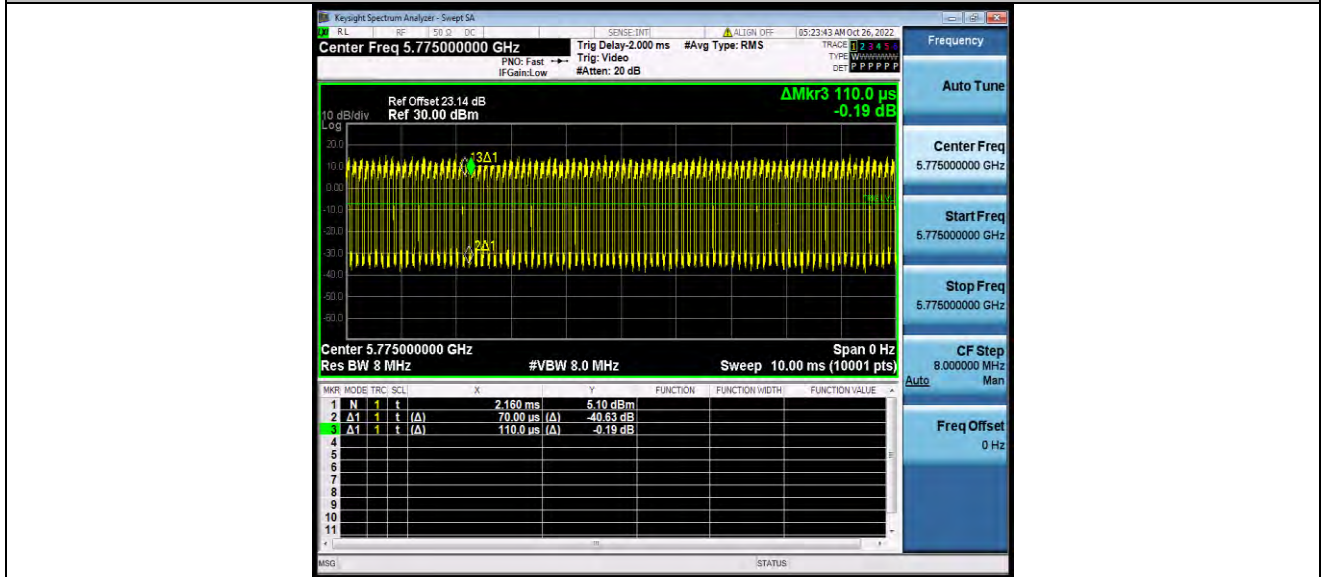 Keysight Spectrum Analyzer - Swept SA
RL RF 50 Ω DC SENSE:INT ALIGN OFF 05:23:43 AM Oct 26, 2022
Center Freq 5.775000000 GHz Trig Delay-2.000 ms #Avg Type: RMS TRACE 1 2 3 4 5 6
PNO: Fast Trig: Video TYPE WWWWWW
IFGain:Low #Atten: 20 dB DET P P P P P P
Frequency
Auto Tune
Center Freq
5.775000000 GHz
Start Freq
5.775000000 GHz
Stop Freq
5.775000000 GHz
CF Step
8.000000 MHz
Auto Man
Freq Offset
0 Hz
ΔMkr3 110.0 µs
-0.19 dB
Ref Offset 23.14 dB
10 dB/div Ref 30.00 dBm
Log
20.0
10.0
0.00
-10.0
-20.0
-30.0
-40.0
-50.0
-60.0
13Δ1
2Δ1
Center 5.775000000 GHz Span 0 Hz
Res BW 8 MHz #VBW 8.0 MHz Sweep 10.00 ms (10001 pts)
MKR MODE TRC SCL X Y FUNCTION FUNCTION WIDTH FUNCTION VALUE
1 N 1 t 2.160 ms 5.10 dBm
2 Δ1 1 t (Δ) 70.00 µs (Δ) -40.63 dB
3 Δ1 1 t (Δ) 110.0 µs (Δ) -0.19 dB
4
5
6
7
8
9
10
11
MSG STATUS